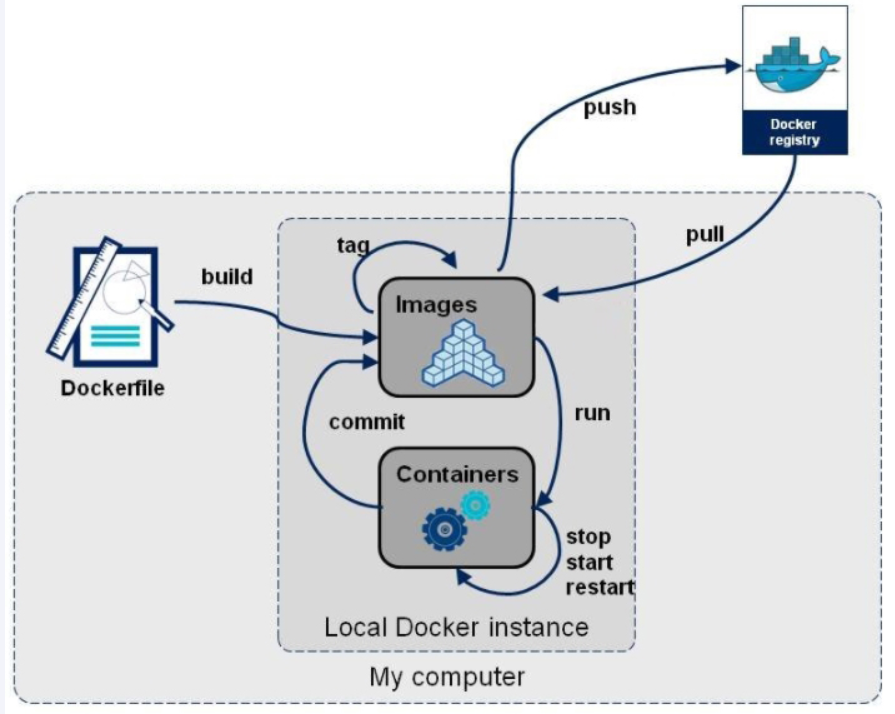 push
Docker
registry
tag
pull
build
Images
Dockerfile
commit
run
Containers
stop
start
restart
Local Docker instance
My computer